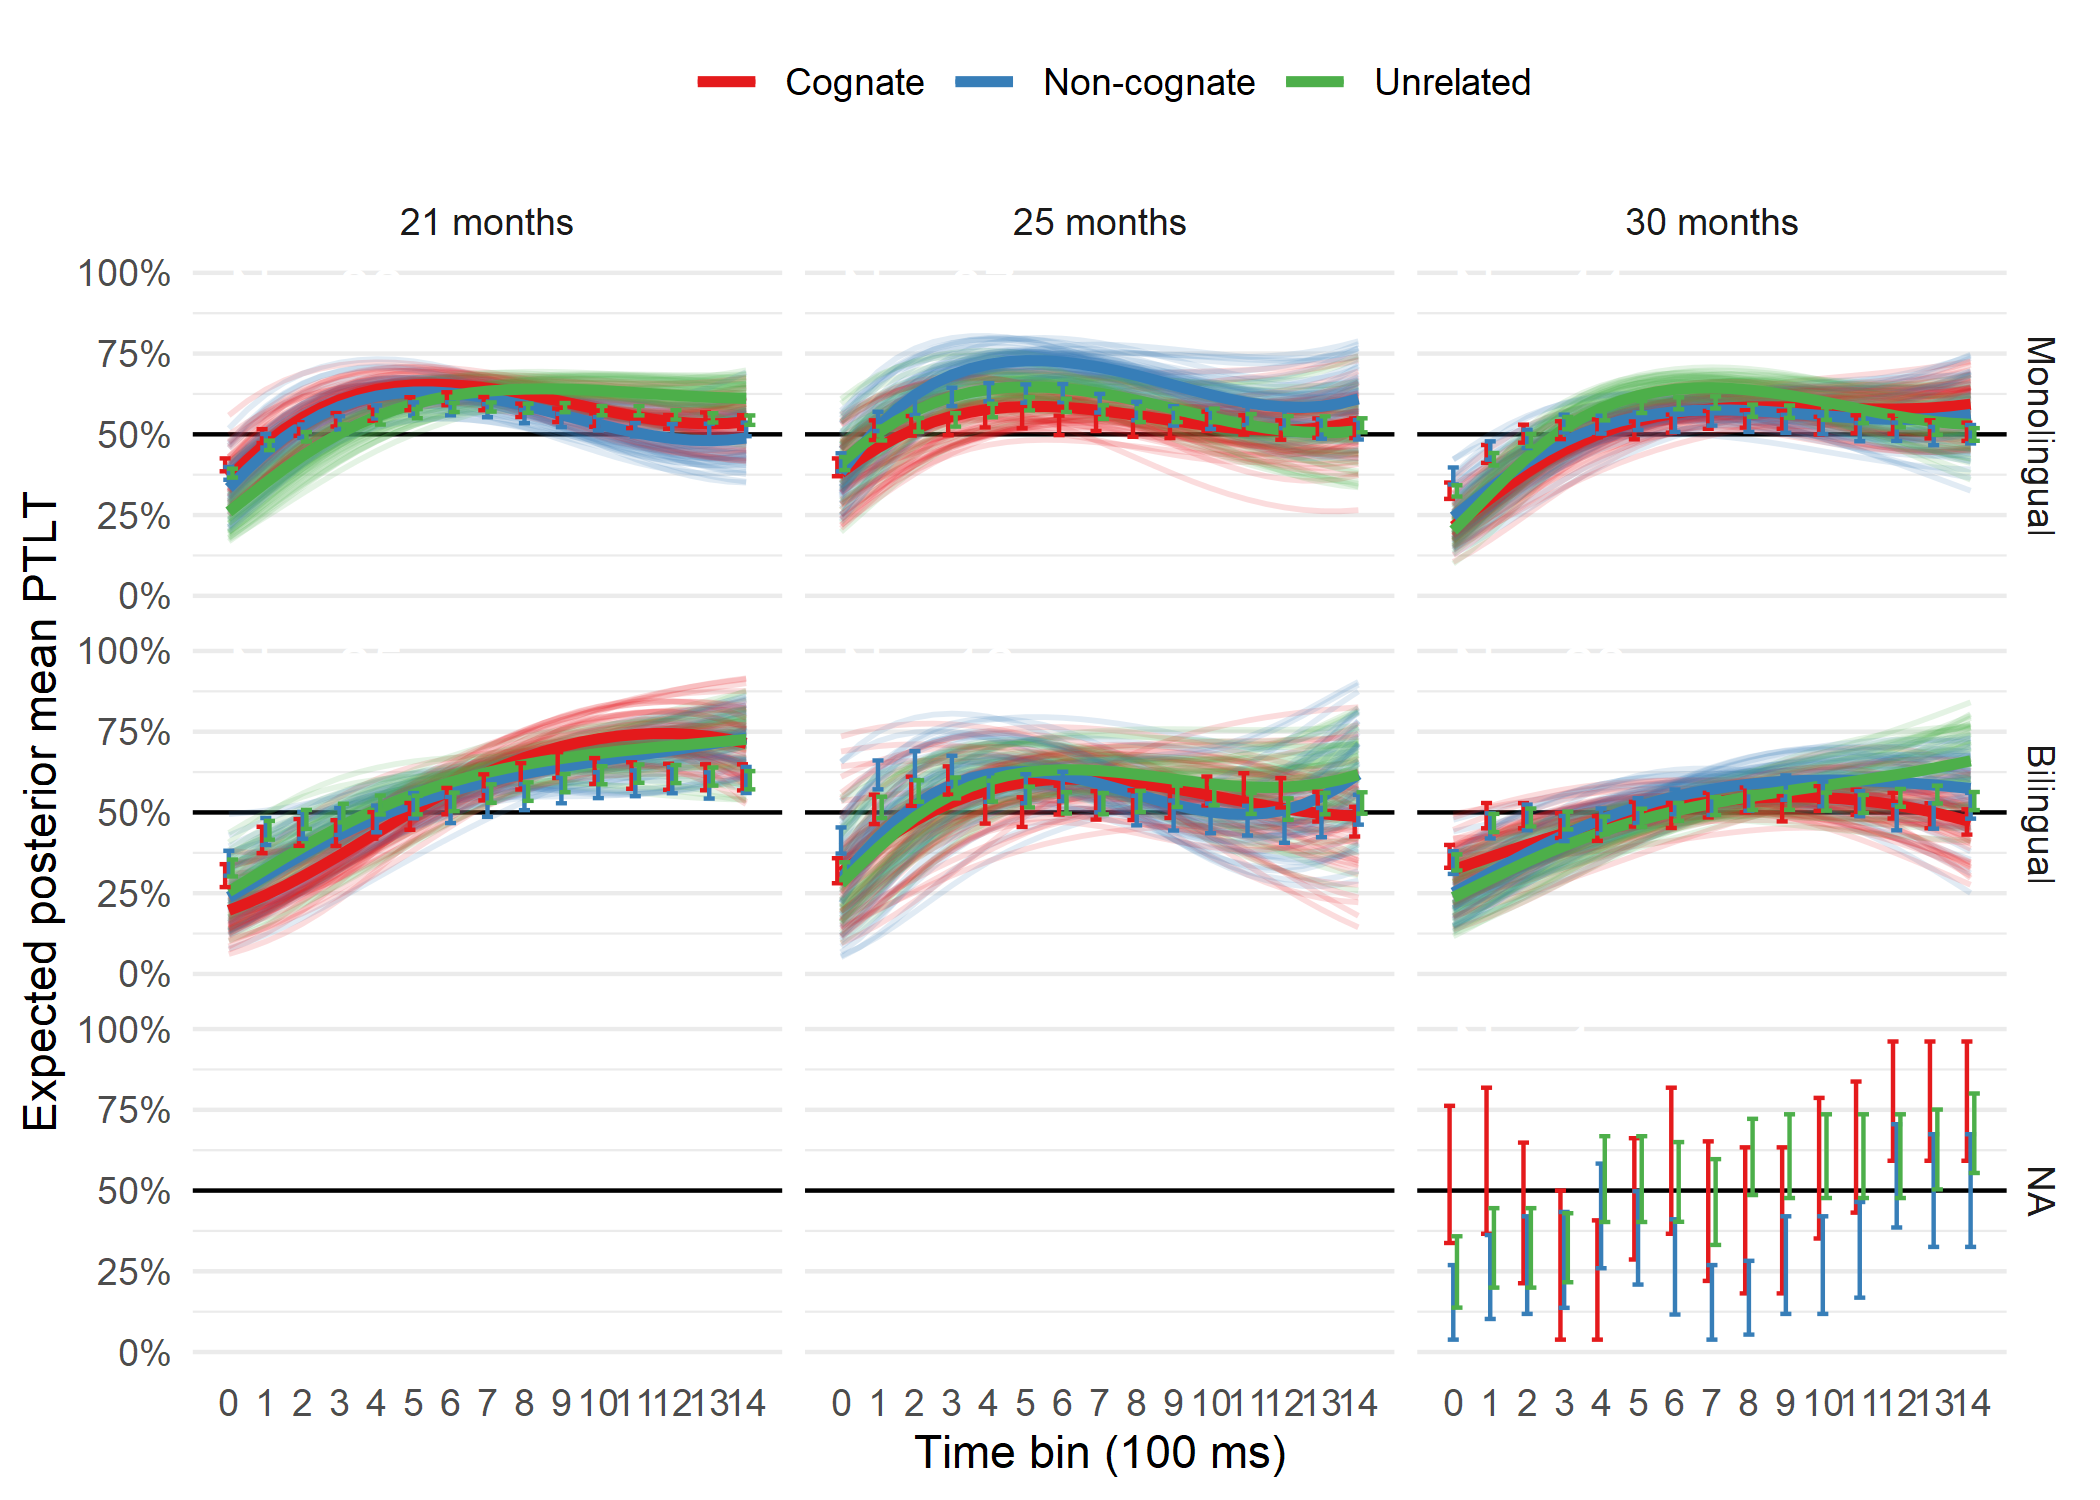 Cognate Non-cognate Unrelated
21 months 25 months 30 months
100%
75%
50%
25%
0%
Monolingual
100%
75%
50%
25%
0%
Bilingual
100%
75%
50%
25%
0%
NA
0 1 2 3 4 5 6 7 8 9 10 11 12 13 14 0 1 2 3 4 5 6 7 8 9 10 11 12 13 14 0 1 2 3 4 5 6 7 8 9 10 11 12 13 14
Time bin (100 ms)
Expected posterior mean PTLT